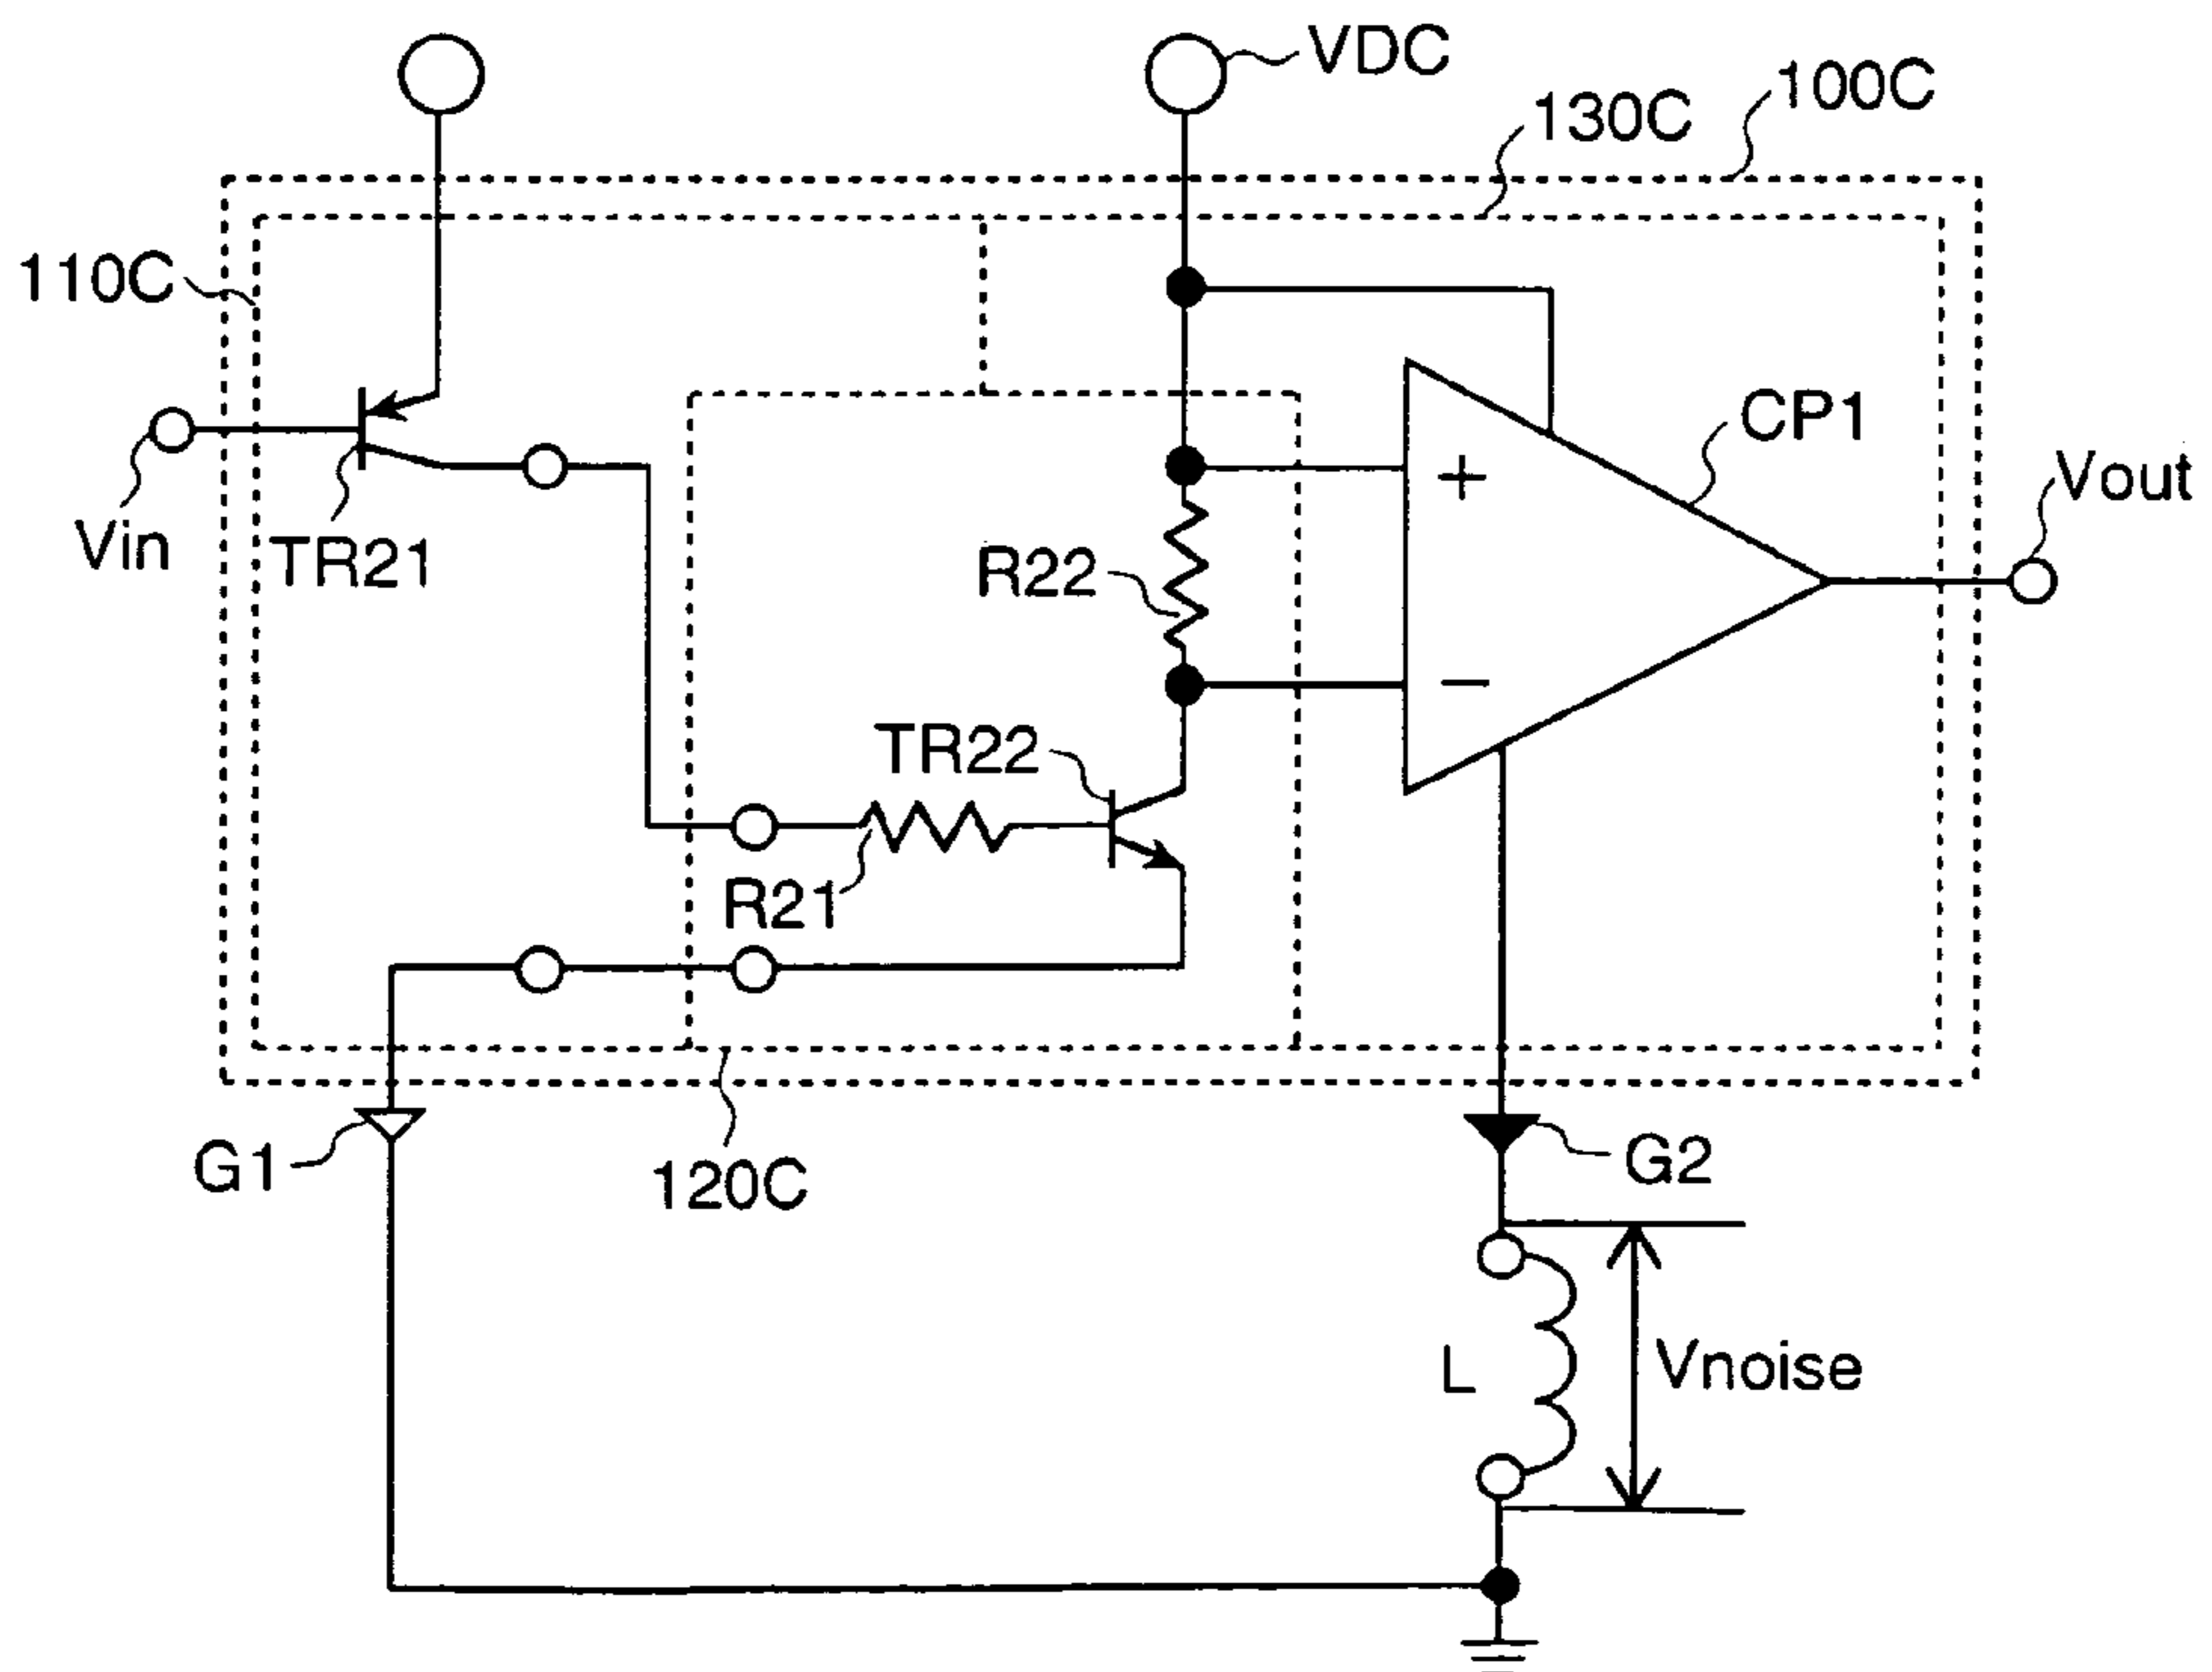 VDC
100C
130C
110C
CP1
Vout
Vin
TR21
+
R22
−
TR22
R21
G1
120C
G2
L
Vnoise